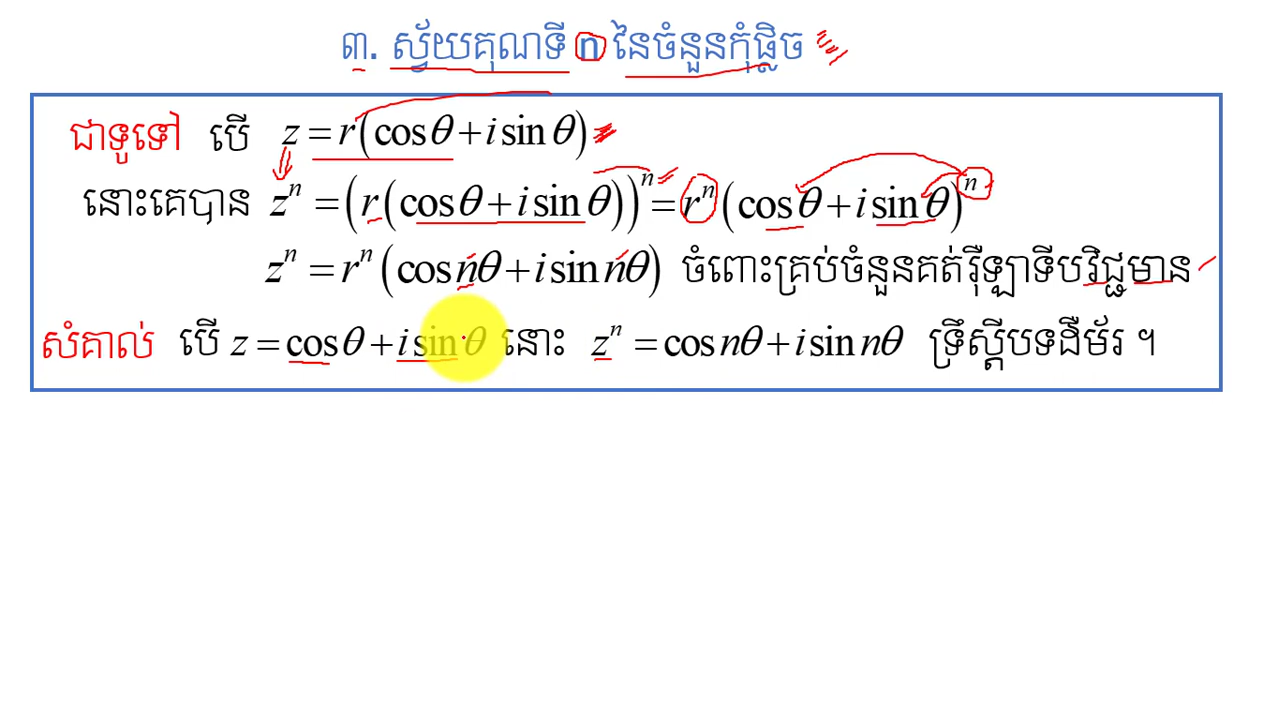 ៣. ស្វ័យគុណទី n នៃចំនួនកុំផ្លិច
ជាទូទៅ បើ z = r(cosθ + i sinθ)
នោះគេបាន zⁿ = (r(cosθ + i sinθ))ⁿ = rⁿ(cosθ + i sinθ)ⁿ
zⁿ = rⁿ(cos nθ + i sin nθ) ចំពោះគ្រប់ចំនួនគត់រ៉ឺឡាទីបវិជ្ជមាន
សំគាល់ បើ z = cosθ + i sinθ នោះ zⁿ = cos nθ + i sin nθ ទ្រឹស្តីបទដឺម័រ ។